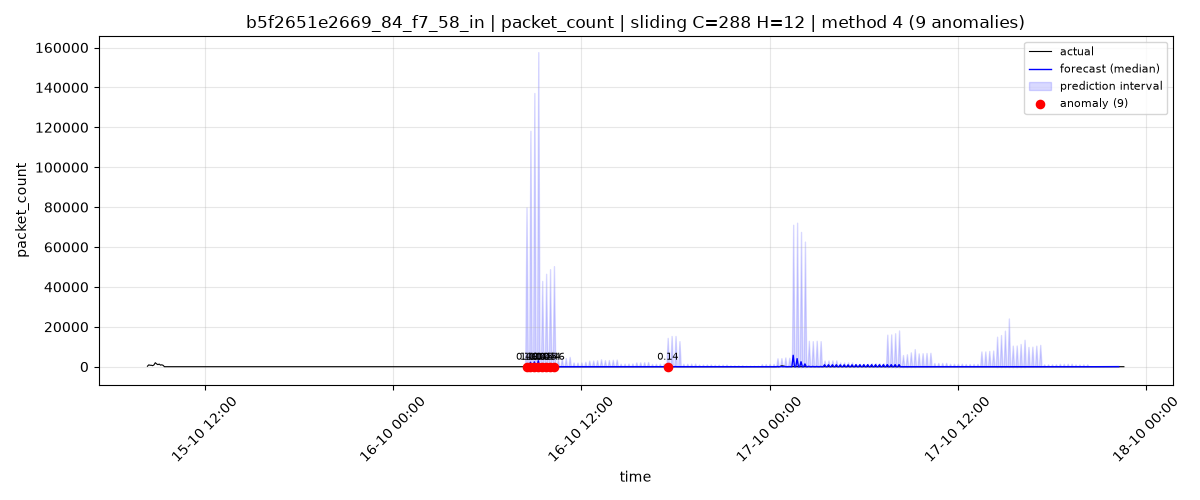 b5f2651e2669_84_f7_58_in | packet_count | sliding C=288 H=12 | method 4 (9 anomalies)
actual
forecast (median)
prediction interval
anomaly (9)
160000
140000
120000
100000
80000
60000
40000
20000
0
packet_count
0.14
15-10 12:00
16-10 00:00
16-10 12:00
17-10 00:00
17-10 12:00
18-10 00:00
time